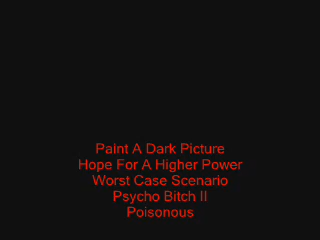 Paint A Dark Picture
Hope For A Higher Power
Worst Case Scenario
Psycho Bitch II
Poisonous